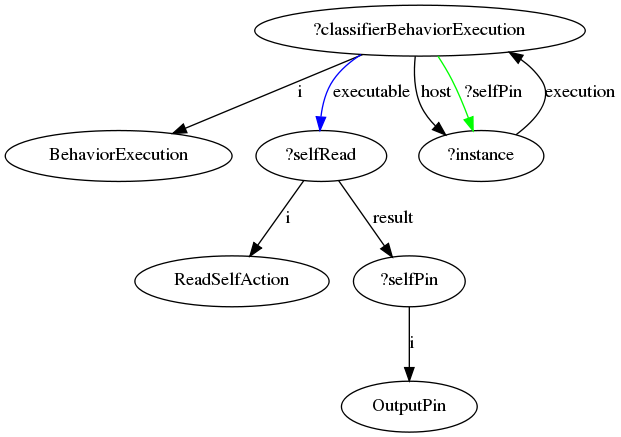 ?classifierBehaviorExecution
i
executable
host
?selfPin
execution
BehaviorExecution
?selfRead
?instance
i
result
ReadSelfAction
?selfPin
i
OutputPin